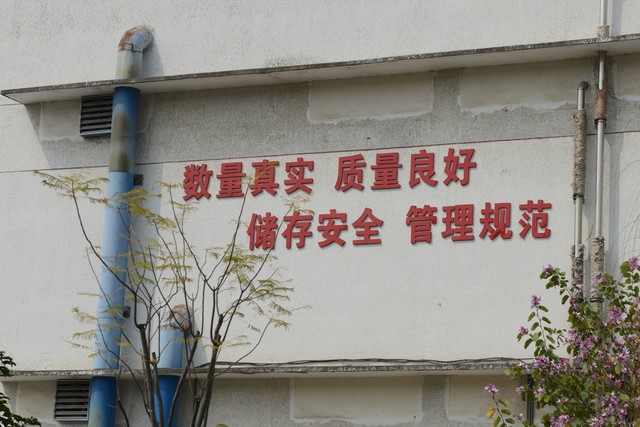 数量真实 质量良好
储存安全 管理规范